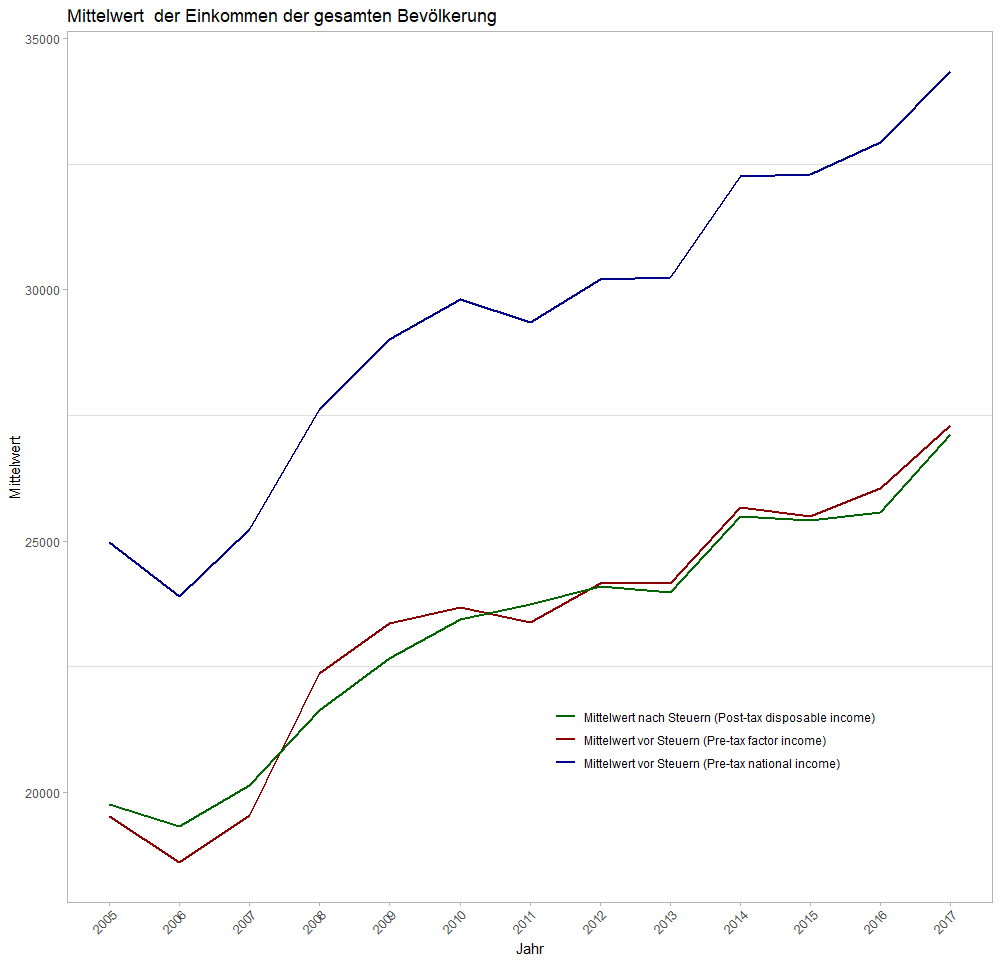 Mittelwert  der Einkommen der gesamten Bevölkerung
35000
30000
25000
20000
Mittelwert
Mittelwert nach Steuern (Post-tax disposable income)
Mittelwert vor Steuern (Pre-tax factor income)
Mittelwert vor Steuern (Pre-tax national income)
2005 2006 2007 2008 2009 2010 2011 2012 2013 2014 2015 2016 2017
Jahr